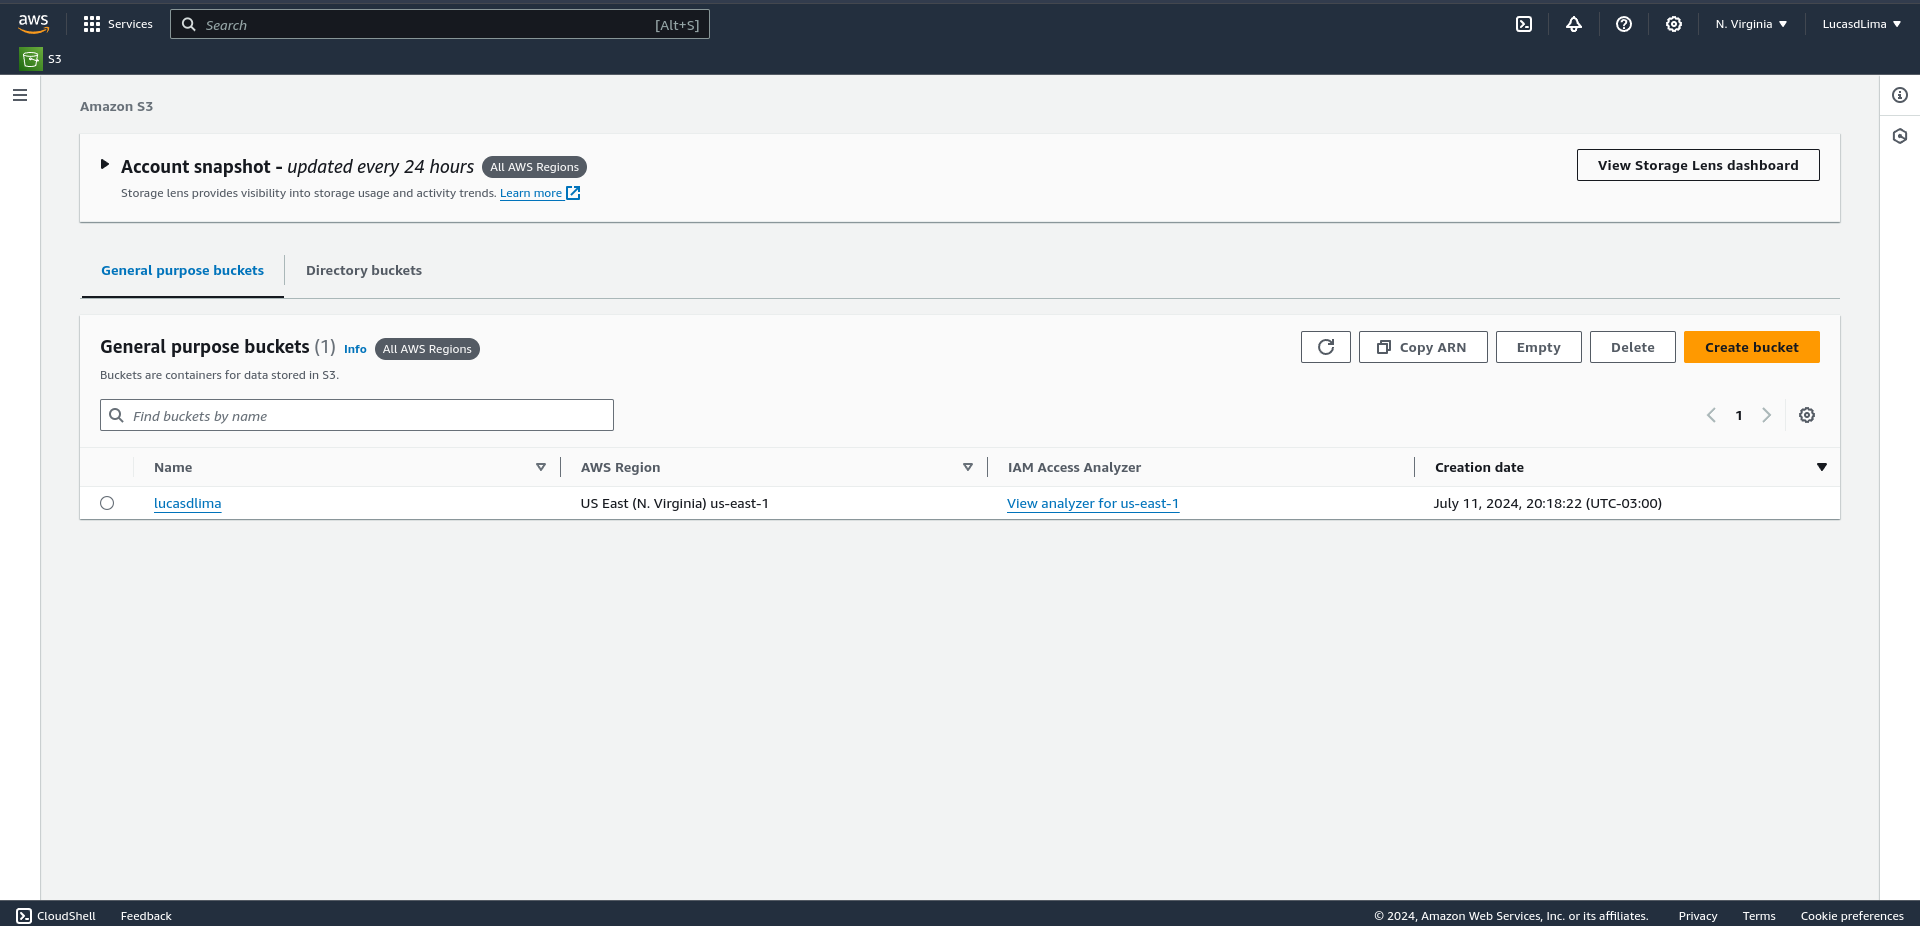 aws
Services
Search
[Alt+S]
N. Virginia
LucasdLima
S3
Amazon S3
Account snapshot - updated every 24 hours
All AWS Regions
View Storage Lens dashboard
Storage lens provides visibility into storage usage and activity trends. Learn more
General purpose buckets
Directory buckets
General purpose buckets (1)
Info
All AWS Regions
Copy ARN
Empty
Delete
Create bucket
Buckets are containers for data stored in S3.
Find buckets by name
1
Name
AWS Region
IAM Access Analyzer
Creation date
lucasdlima
US East (N. Virginia) us-east-1
View analyzer for us-east-1
July 11, 2024, 20:18:22 (UTC-03:00)
CloudShell
Feedback
© 2024, Amazon Web Services, Inc. or its affiliates.
Privacy
Terms
Cookie preferences